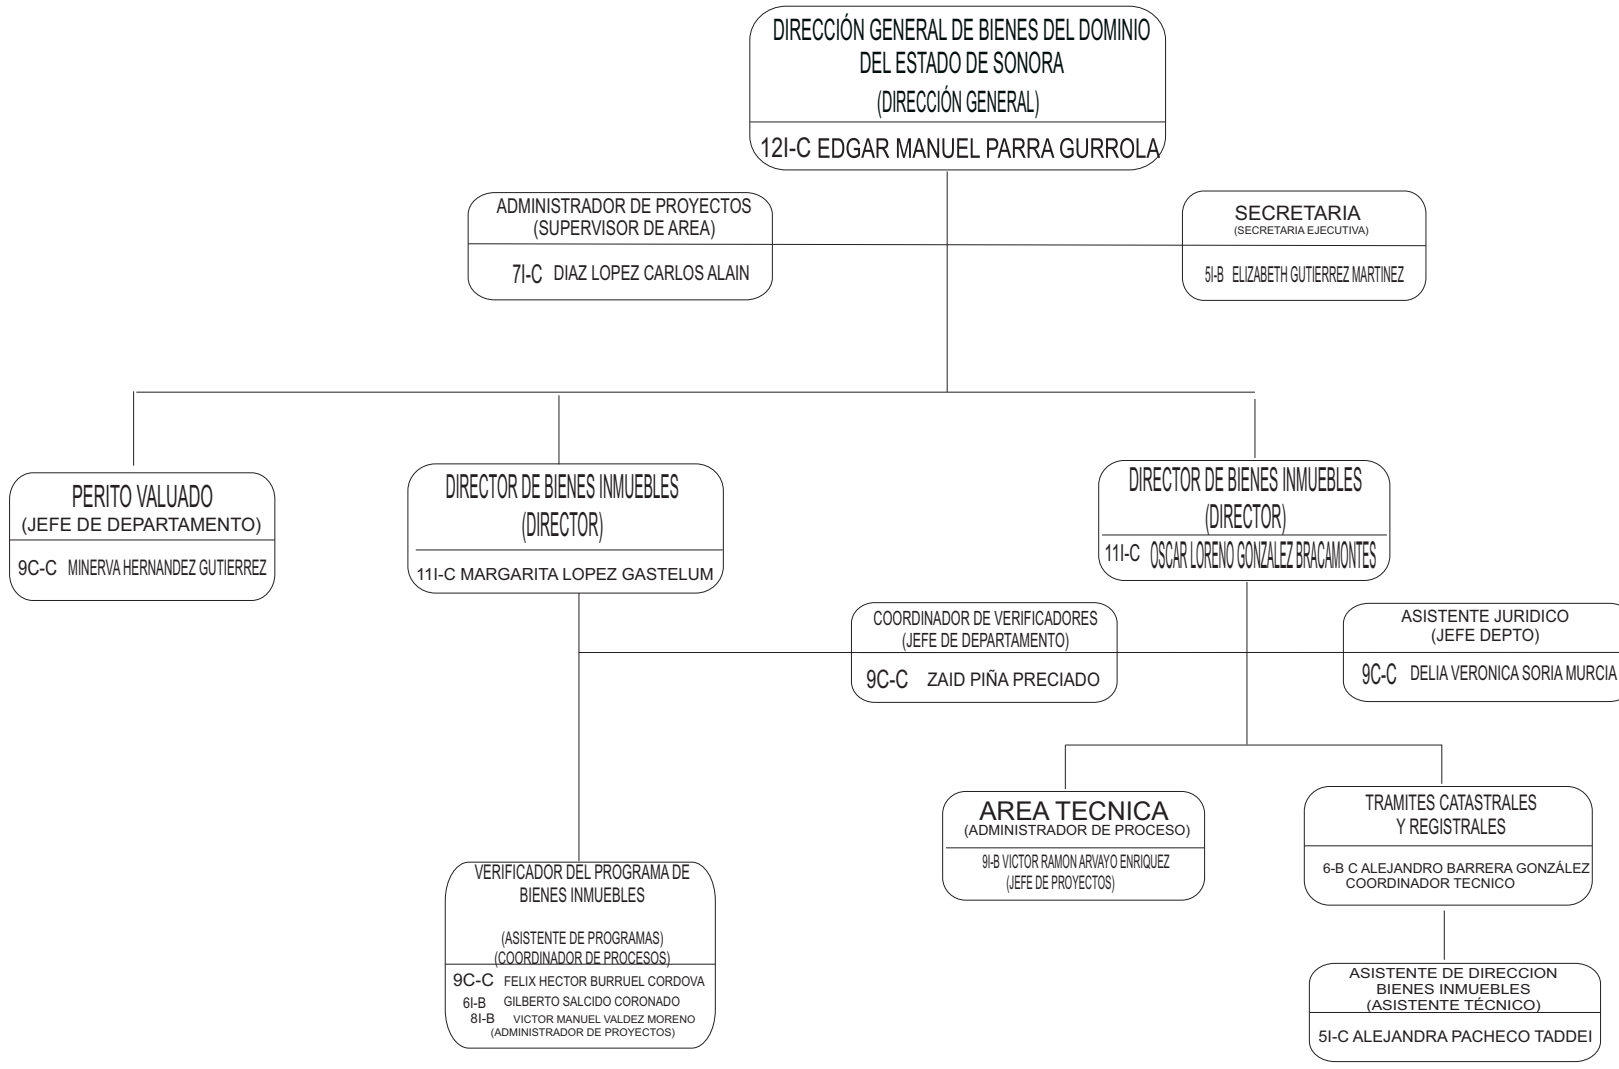 DIRECCIÓN GENERAL DE BIENES DEL DOMINIO
DEL ESTADO DE SONORA
(DIRECCIÓN GENERAL)
12I-C EDGAR MANUEL PARRA GURROLA
ADMINISTRADOR DE PROYECTOS
(SUPERVISOR DE AREA)
7I-C DIAZ LOPEZ CARLOS ALAIN
SECRETARIA
(SECRETARIA EJECUTIVA)
5I-B ELIZABETH GUTIERREZ MARTINEZ
PERITO VALUADO
(JEFE DE DEPARTAMENTO)
9C-C MINERVA HERNANDEZ GUTIERREZ
DIRECTOR DE BIENES INMUEBLES
(DIRECTOR)
11I-C MARGARITA LOPEZ GASTELUM
DIRECTOR DE BIENES INMUEBLES
(DIRECTOR)
11I-C OSCAR LORENO GONZALEZ BRACAMONTES
COORDINADOR DE VERIFICADORES
(JEFE DE DEPARTAMENTO)
9C-C ZAID PIÑA PRECIADO
ASISTENTE JURIDICO
(JEFE DEPTO)
9C-C DELIA VERONICA SORIA MURCIA
AREA TECNICA
(ADMINISTRADOR DE PROCESO)
9I-B VICTOR RAMON ARVAYO ENRIQUEZ
(JEFE DE PROYECTOS)
TRAMITES CATASTRALES
Y REGISTRALES
6-B C ALEJANDRO BARRERA GONZÁLEZ
COORDINADOR TECNICO
VERIFICADOR DEL PROGRAMA DE
BIENES INMUEBLES
(ASISTENTE DE PROGRAMAS)
(COORDINADOR DE PROCESOS)
9C-C FELIX HECTOR BURRUEL CORDOVA
6I-B GILBERTO SALCIDO CORONADO
8I-B VICTOR MANUEL VALDEZ MORENO
(ADMINISTRADOR DE PROYECTOS)
ASISTENTE DE DIRECCION
BIENES INMUEBLES
(ASISTENTE TÉCNICO)
5I-C ALEJANDRA PACHECO TADDEI